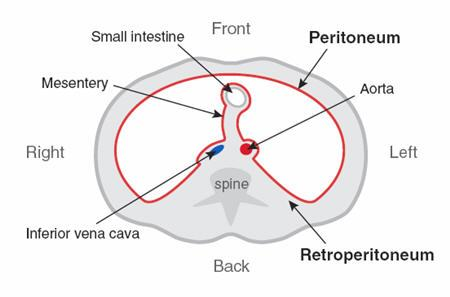 Front
Small intestine
Peritoneum
Mesentery
Aorta
Right
Left
spine
Inferior vena cava
Retroperitoneum
Back